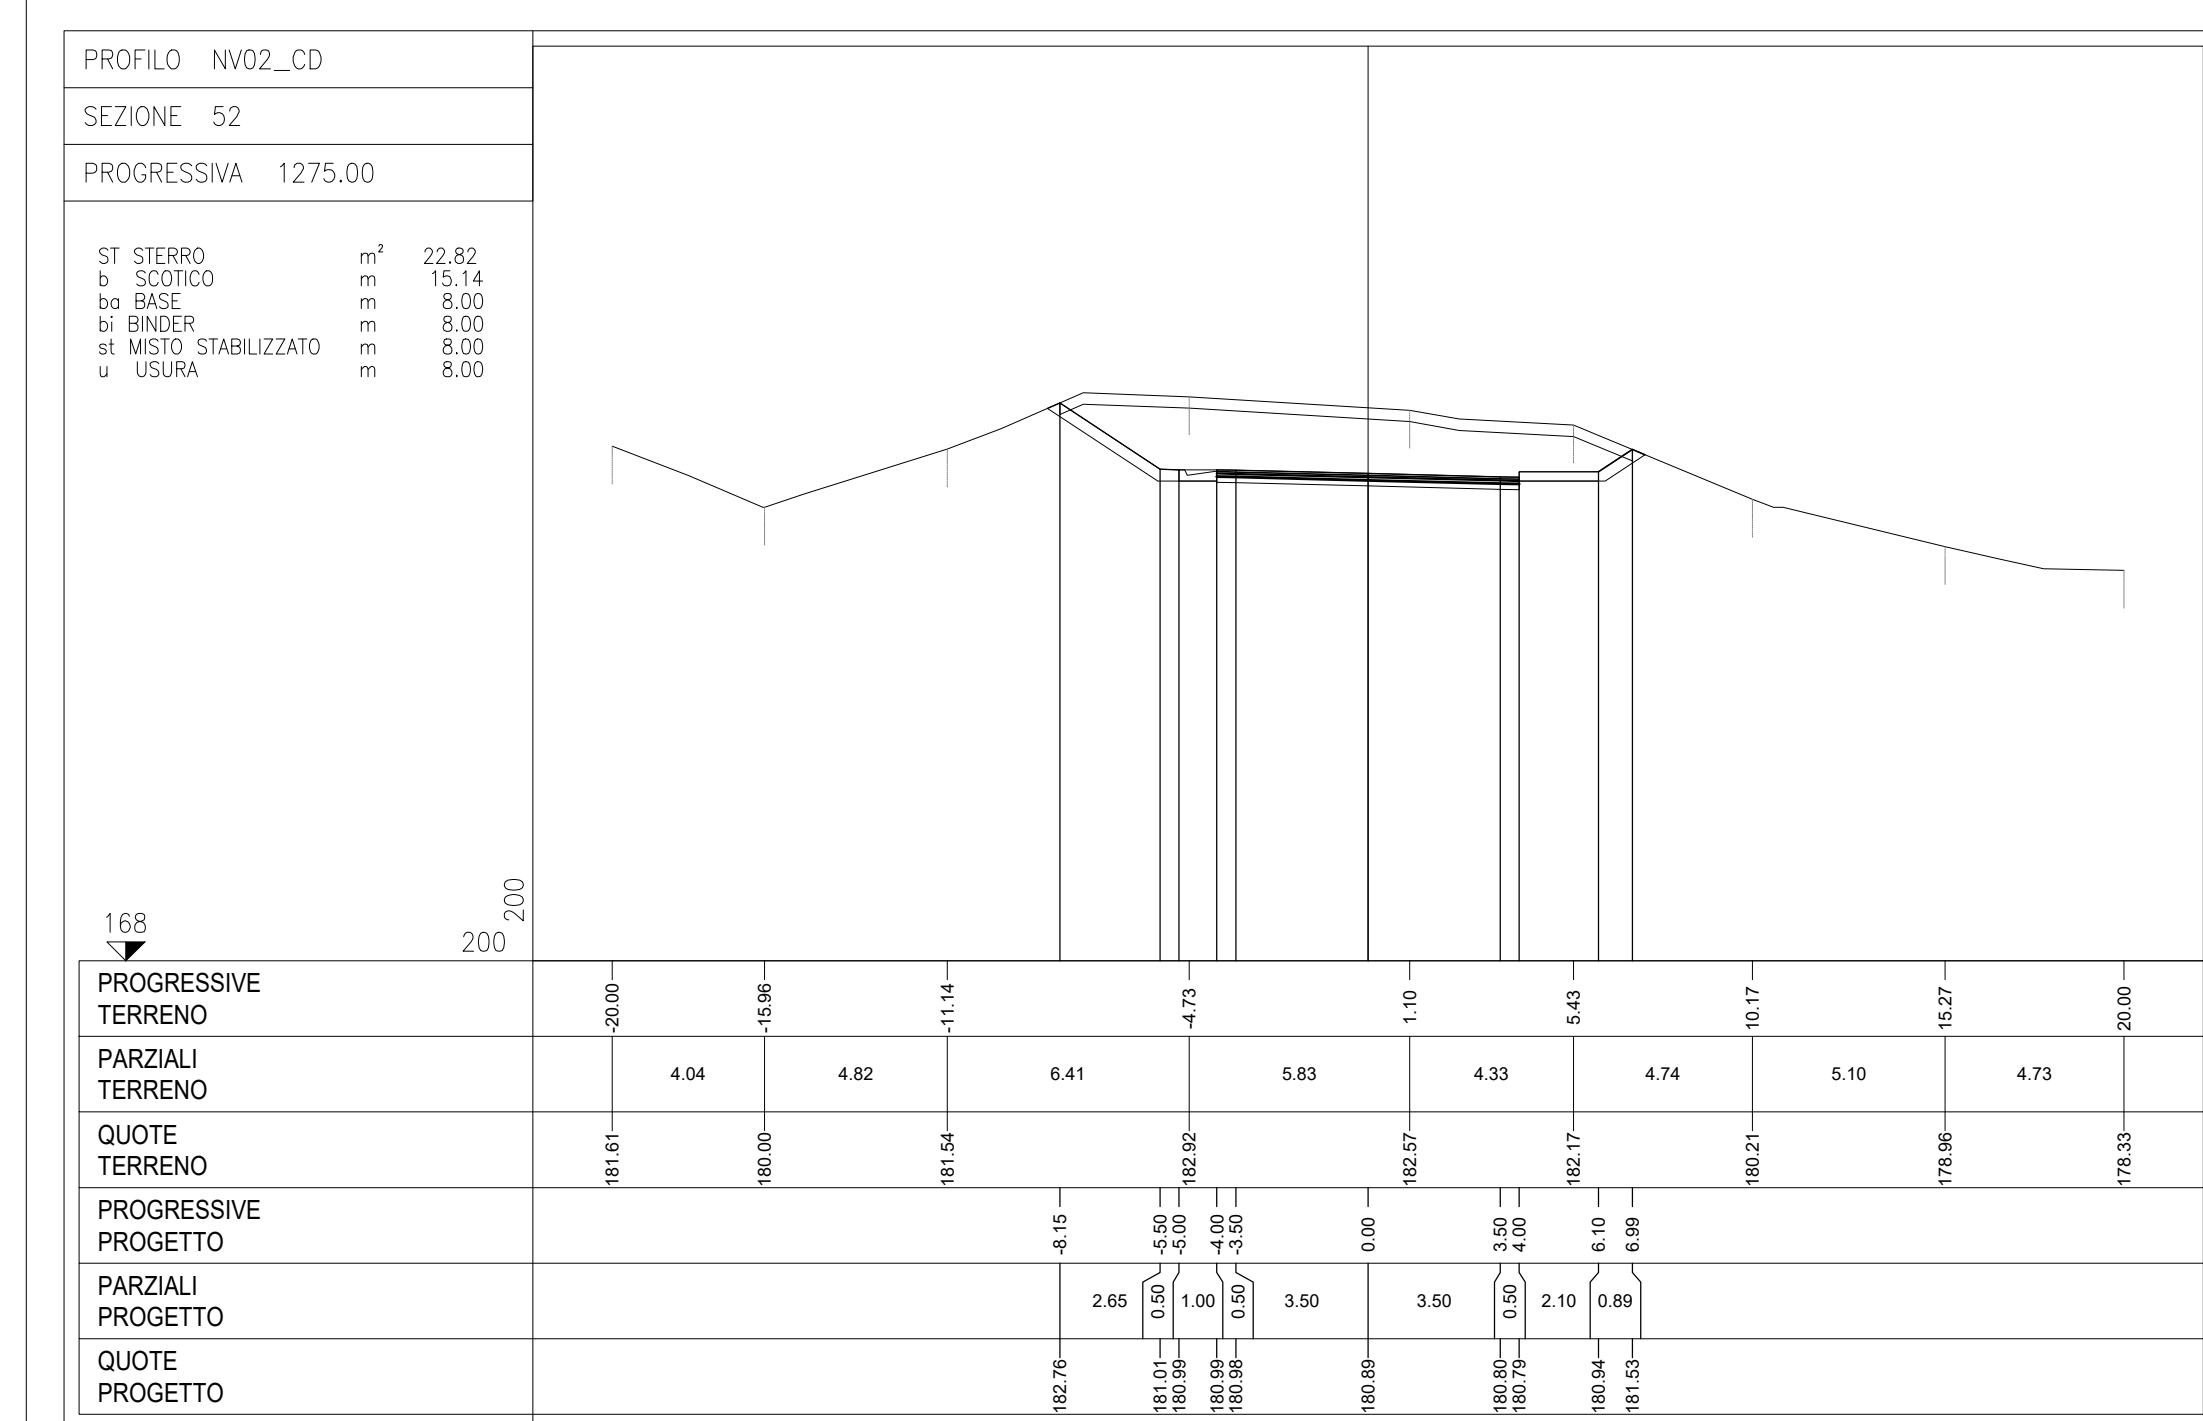 PROFILO NV02_CD
SEZIONE 52
PROGRESSIVA 1275.00
ST STERRO m² 22.82
b SCOTICO m 15.14
ba BASE m 8.00
bi BINDER m 8.00
st MISTO STABILIZZATO m 8.00
u USURA m 8.00
168
200
200
PROGRESSIVE
TERRENO
-20.00 -15.96 -11.14 -4.73 1.10 5.43 10.17 15.27 20.00
PARZIALI
TERRENO
4.04 4.82 6.41 5.83 4.33 4.74 5.10 4.73
QUOTE
TERRENO
181.61 180.00 181.54 182.92 182.57 182.17 180.21 178.96 178.33
PROGRESSIVE
PROGETTO
-8.15 -5.50 -5.00 -4.00 -3.50 0.00 3.50 4.00 6.10 6.99
PARZIALI
PROGETTO
2.65 0.50 1.00 0.50 3.50 3.50 0.50 2.10 0.89
QUOTE
PROGETTO
182.76 181.01 180.99 180.99 180.98 180.89 180.80 180.79 180.94 181.53